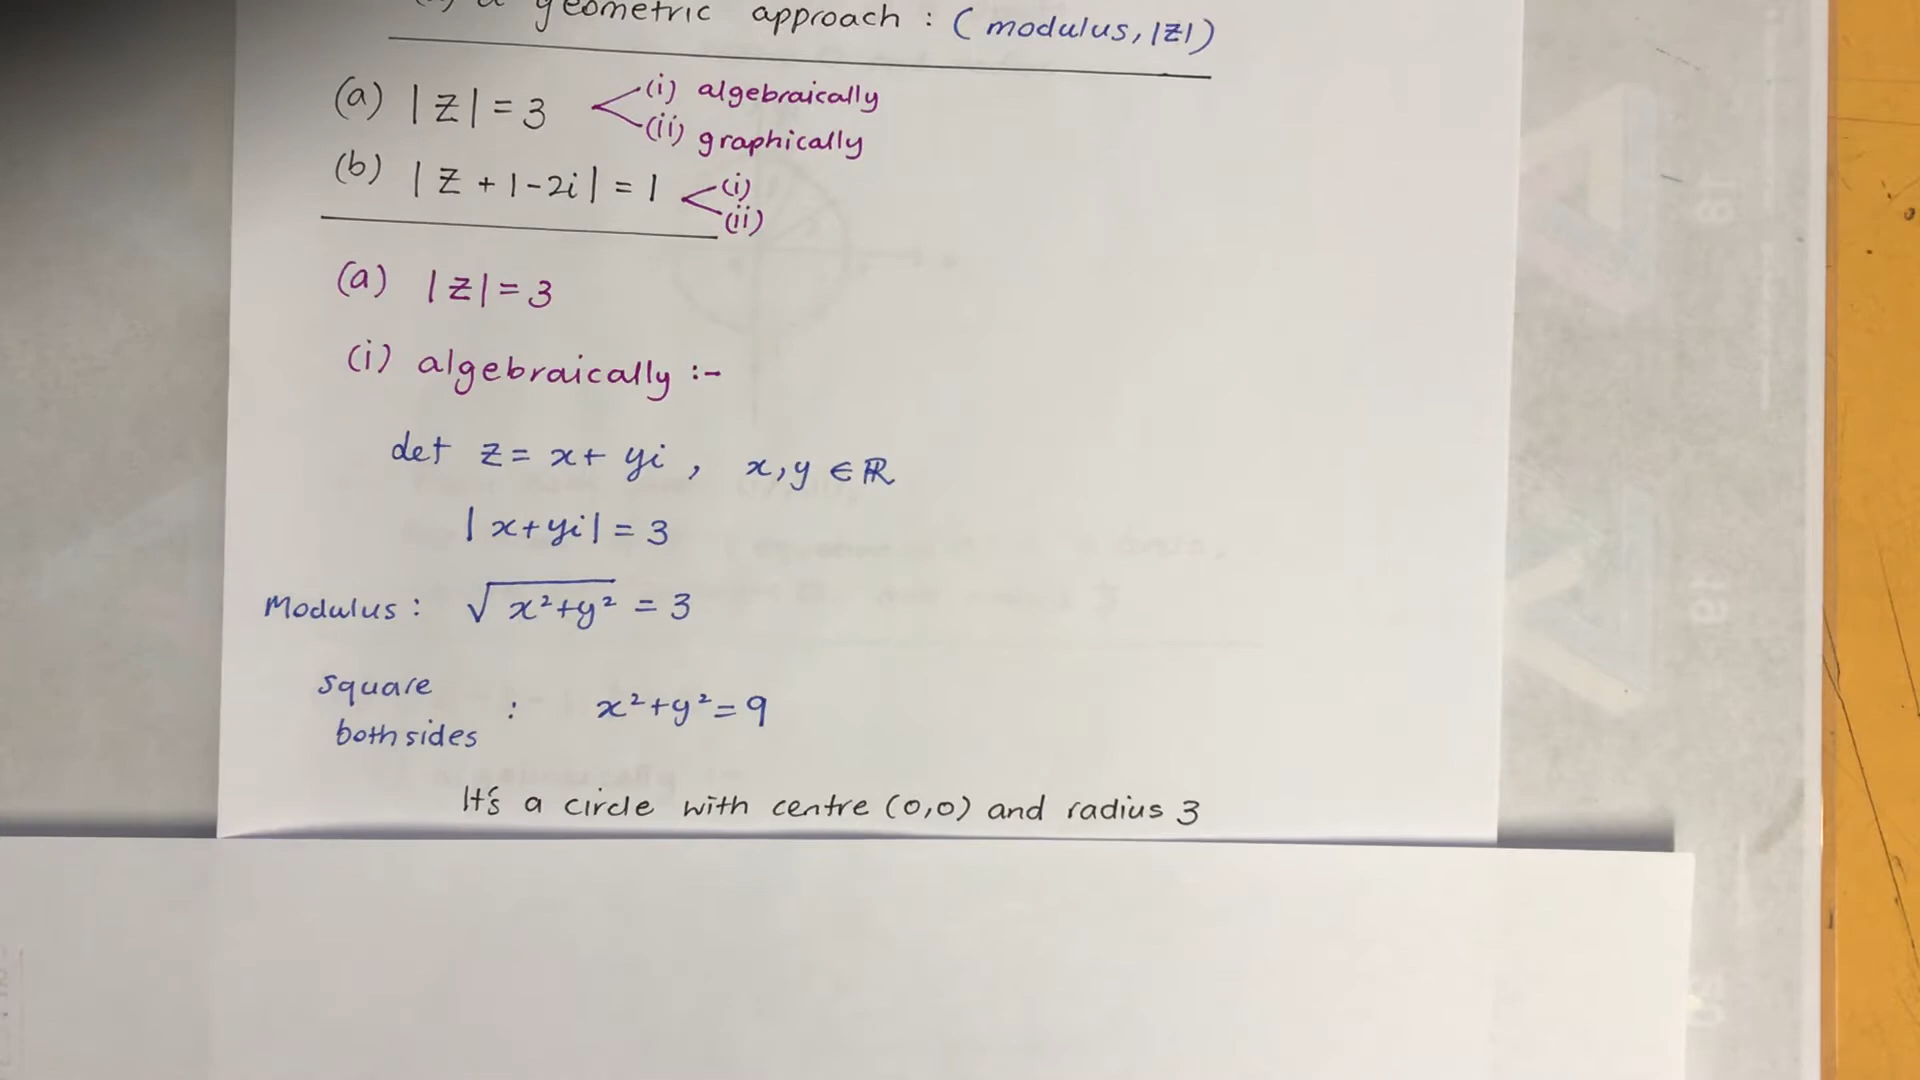 a geometric approach : (modulus, |z|)
(a) |z| = 3 (i) algebraically
(ii) graphically
(b) |z + 1 - 2i| = 1 (i)
(ii)
(a) |z| = 3
(i) algebraically :-
let z = x + yi , x, y ∈ ℝ
|x + yi| = 3
Modulus : √x²+y² = 3
square
both sides : x²+y² = 9
It's a circle with centre (0,0) and radius 3